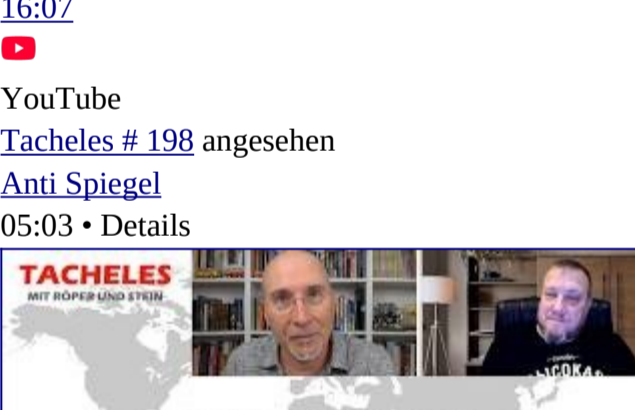 16:07
YouTube
Tacheles # 198 angesehen
Anti Spiegel
05:03 • Details
TACHELES
MIT RÖPER UND STEIN